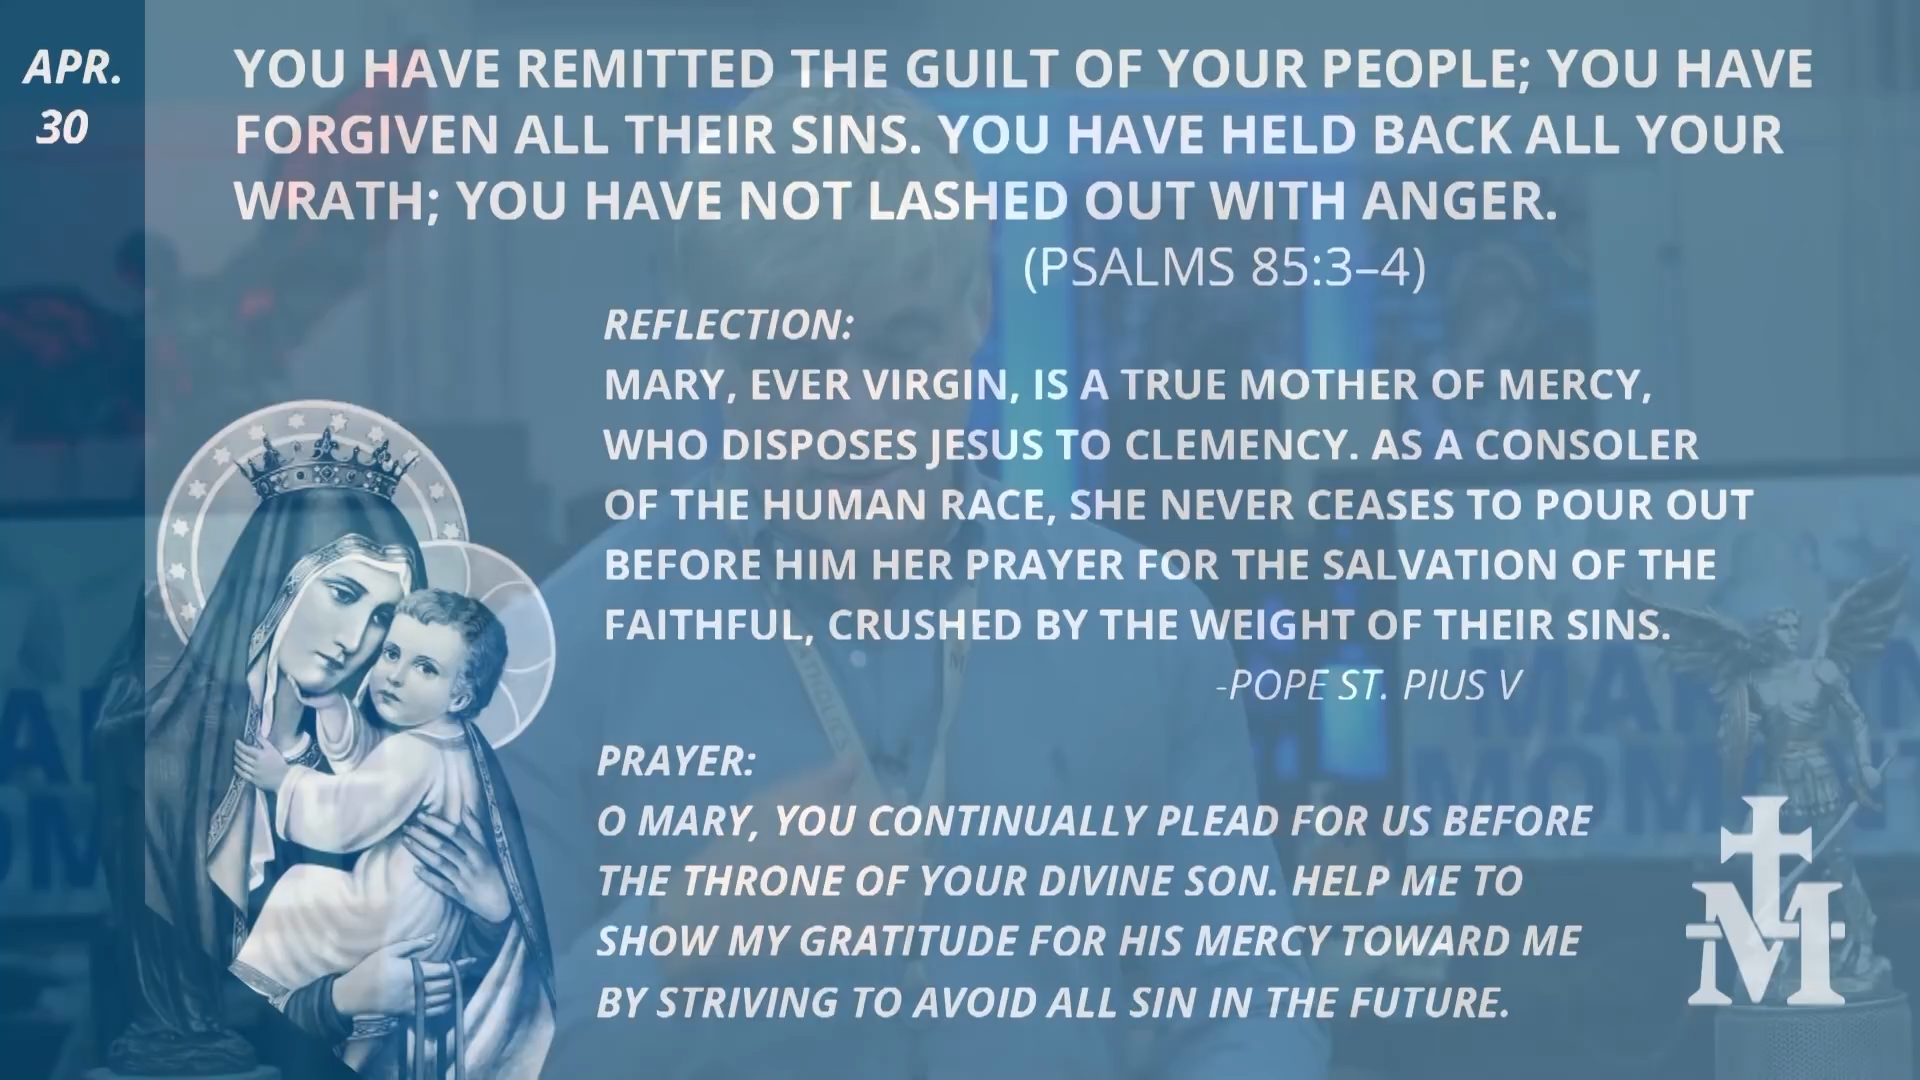 APR.
30
YOU HAVE REMITTED THE GUILT OF YOUR PEOPLE; YOU HAVE
FORGIVEN ALL THEIR SINS. YOU HAVE HELD BACK ALL YOUR
WRATH; YOU HAVE NOT LASHED OUT WITH ANGER.
(PSALMS 85:3–4)
REFLECTION:
MARY, EVER VIRGIN, IS A TRUE MOTHER OF MERCY,
WHO DISPOSES JESUS TO CLEMENCY. AS A CONSOLER
OF THE HUMAN RACE, SHE NEVER CEASES TO POUR OUT
BEFORE HIM HER PRAYER FOR THE SALVATION OF THE
FAITHFUL, CRUSHED BY THE WEIGHT OF THEIR SINS.
-POPE ST. PIUS V
PRAYER:
O MARY, YOU CONTINUALLY PLEAD FOR US BEFORE
THE THRONE OF YOUR DIVINE SON. HELP ME TO
SHOW MY GRATITUDE FOR HIS MERCY TOWARD ME
BY STRIVING TO AVOID ALL SIN IN THE FUTURE.